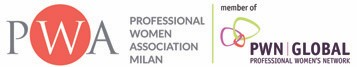 PWA
PROFESSIONAL
WOMEN
ASSOCIATION
MILAN
member of
PWN | GLOBAL
PROFESSIONAL WOMEN'S NETWORK